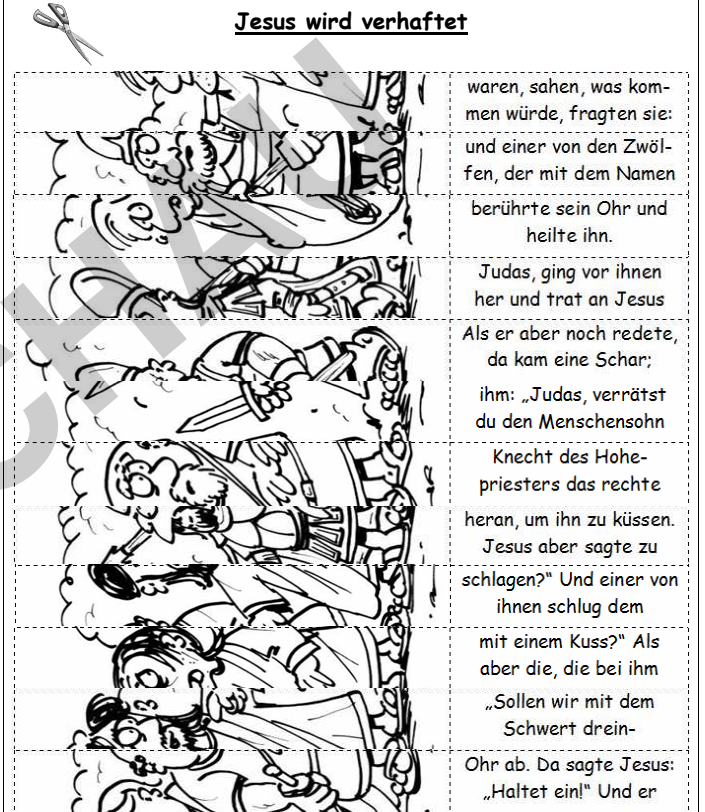 Jesus wird verhaftet
waren, sahen, was kom-
men würde, fragten sie:
und einer von den Zwöl-
fen, der mit dem Namen
berührte sein Ohr und
heilte ihn.
Judas, ging vor ihnen
her und trat an Jesus
Als er aber noch redete,
da kam eine Schar;
ihm: „Judas, verrätst
du den Menschensohn
Knecht des Hohe-
priesters das rechte
heran, um ihn zu küssen.
Jesus aber sagte zu
schlagen?“ Und einer von
ihnen schlug dem
mit einem Kuss?“ Als
aber die, die bei ihm
„Sollen wir mit dem
Schwert drein-
Ohr ab. Da sagte Jesus:
„Haltet ein!“ Und er